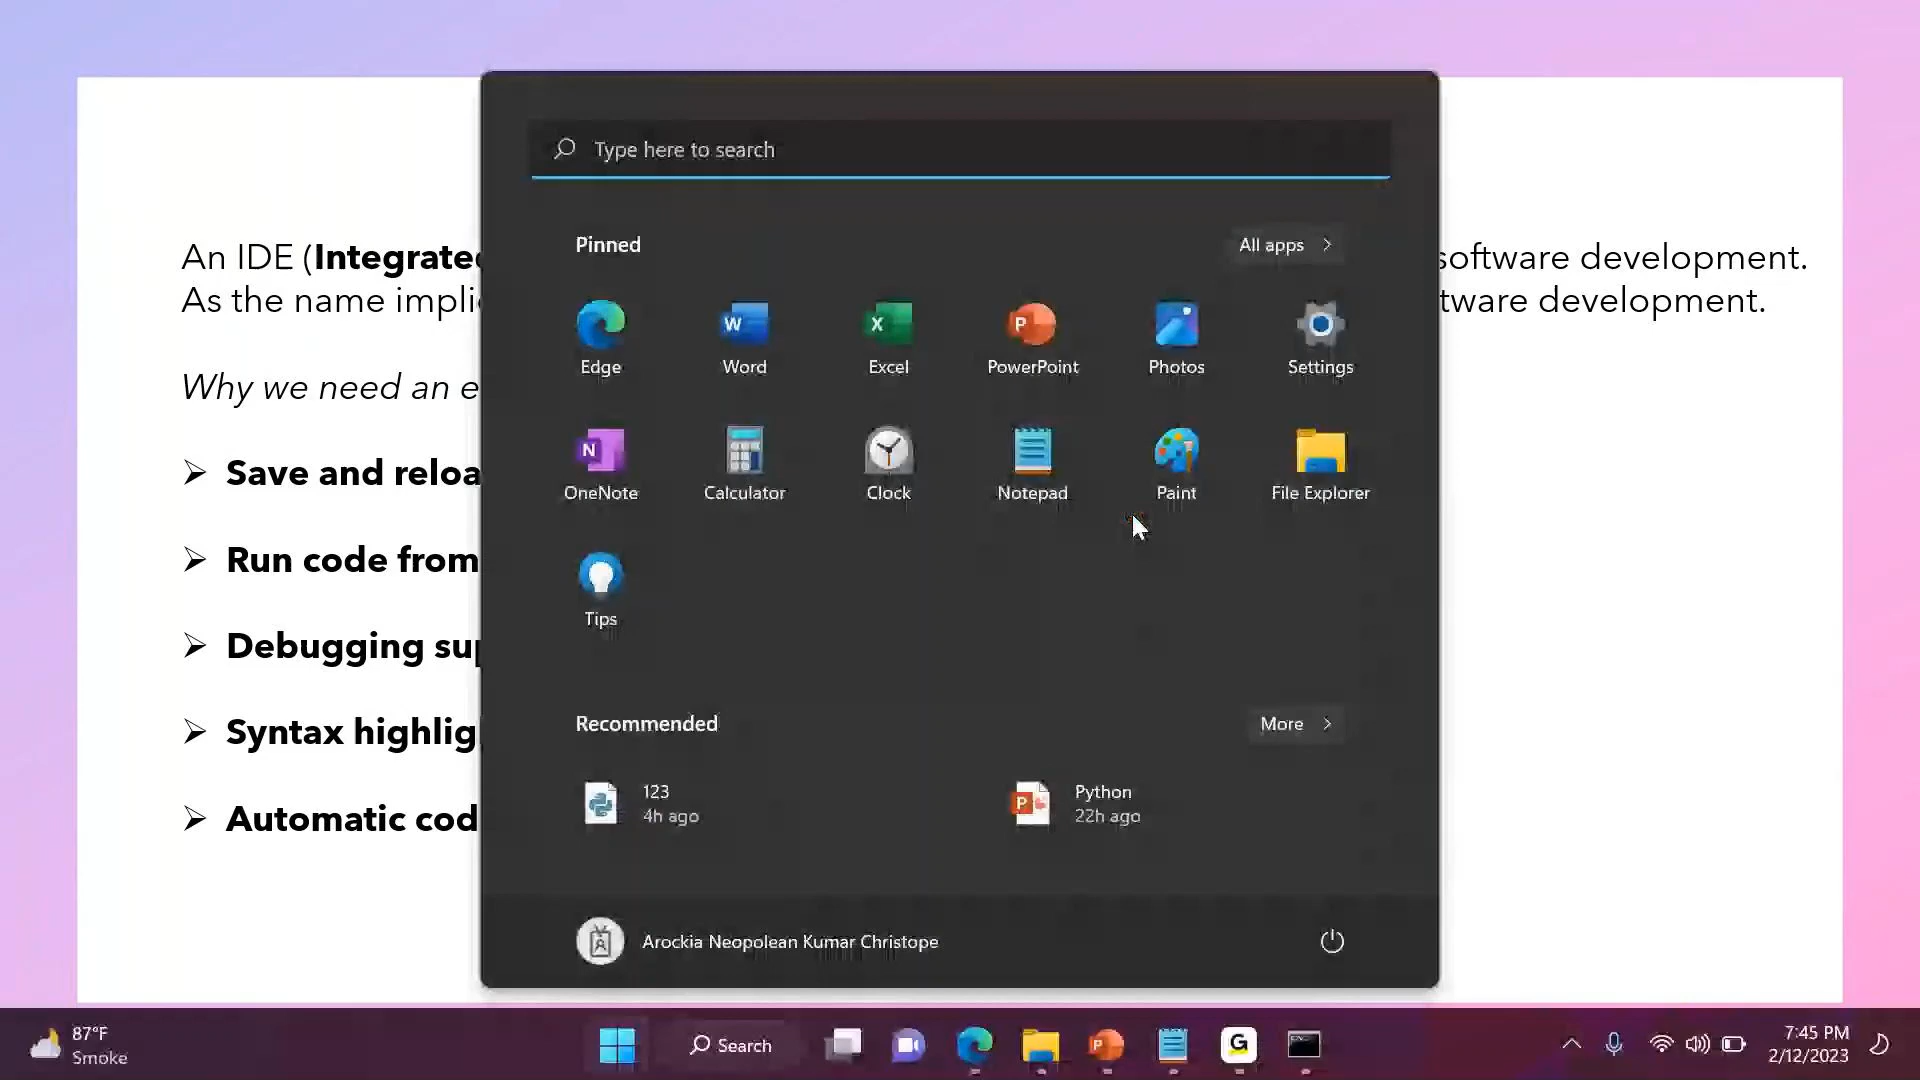 Type here to search
Pinned
All apps
An IDE (Integrated
software development.
As the name implie
tware development.
Edge
Word
Excel
PowerPoint
Photos
Settings
Why we need an e
OneNote
Calculator
Clock
Notepad
Paint
File Explorer
Save and reloa
Run code from
Tips
Debugging sup
Recommended
More
Syntax highlig
123
4h ago
Python
22h ago
Automatic cod
Arockia Neopolean Kumar Christope
87°F
Smoke
Search
7:45 PM
2/12/2023